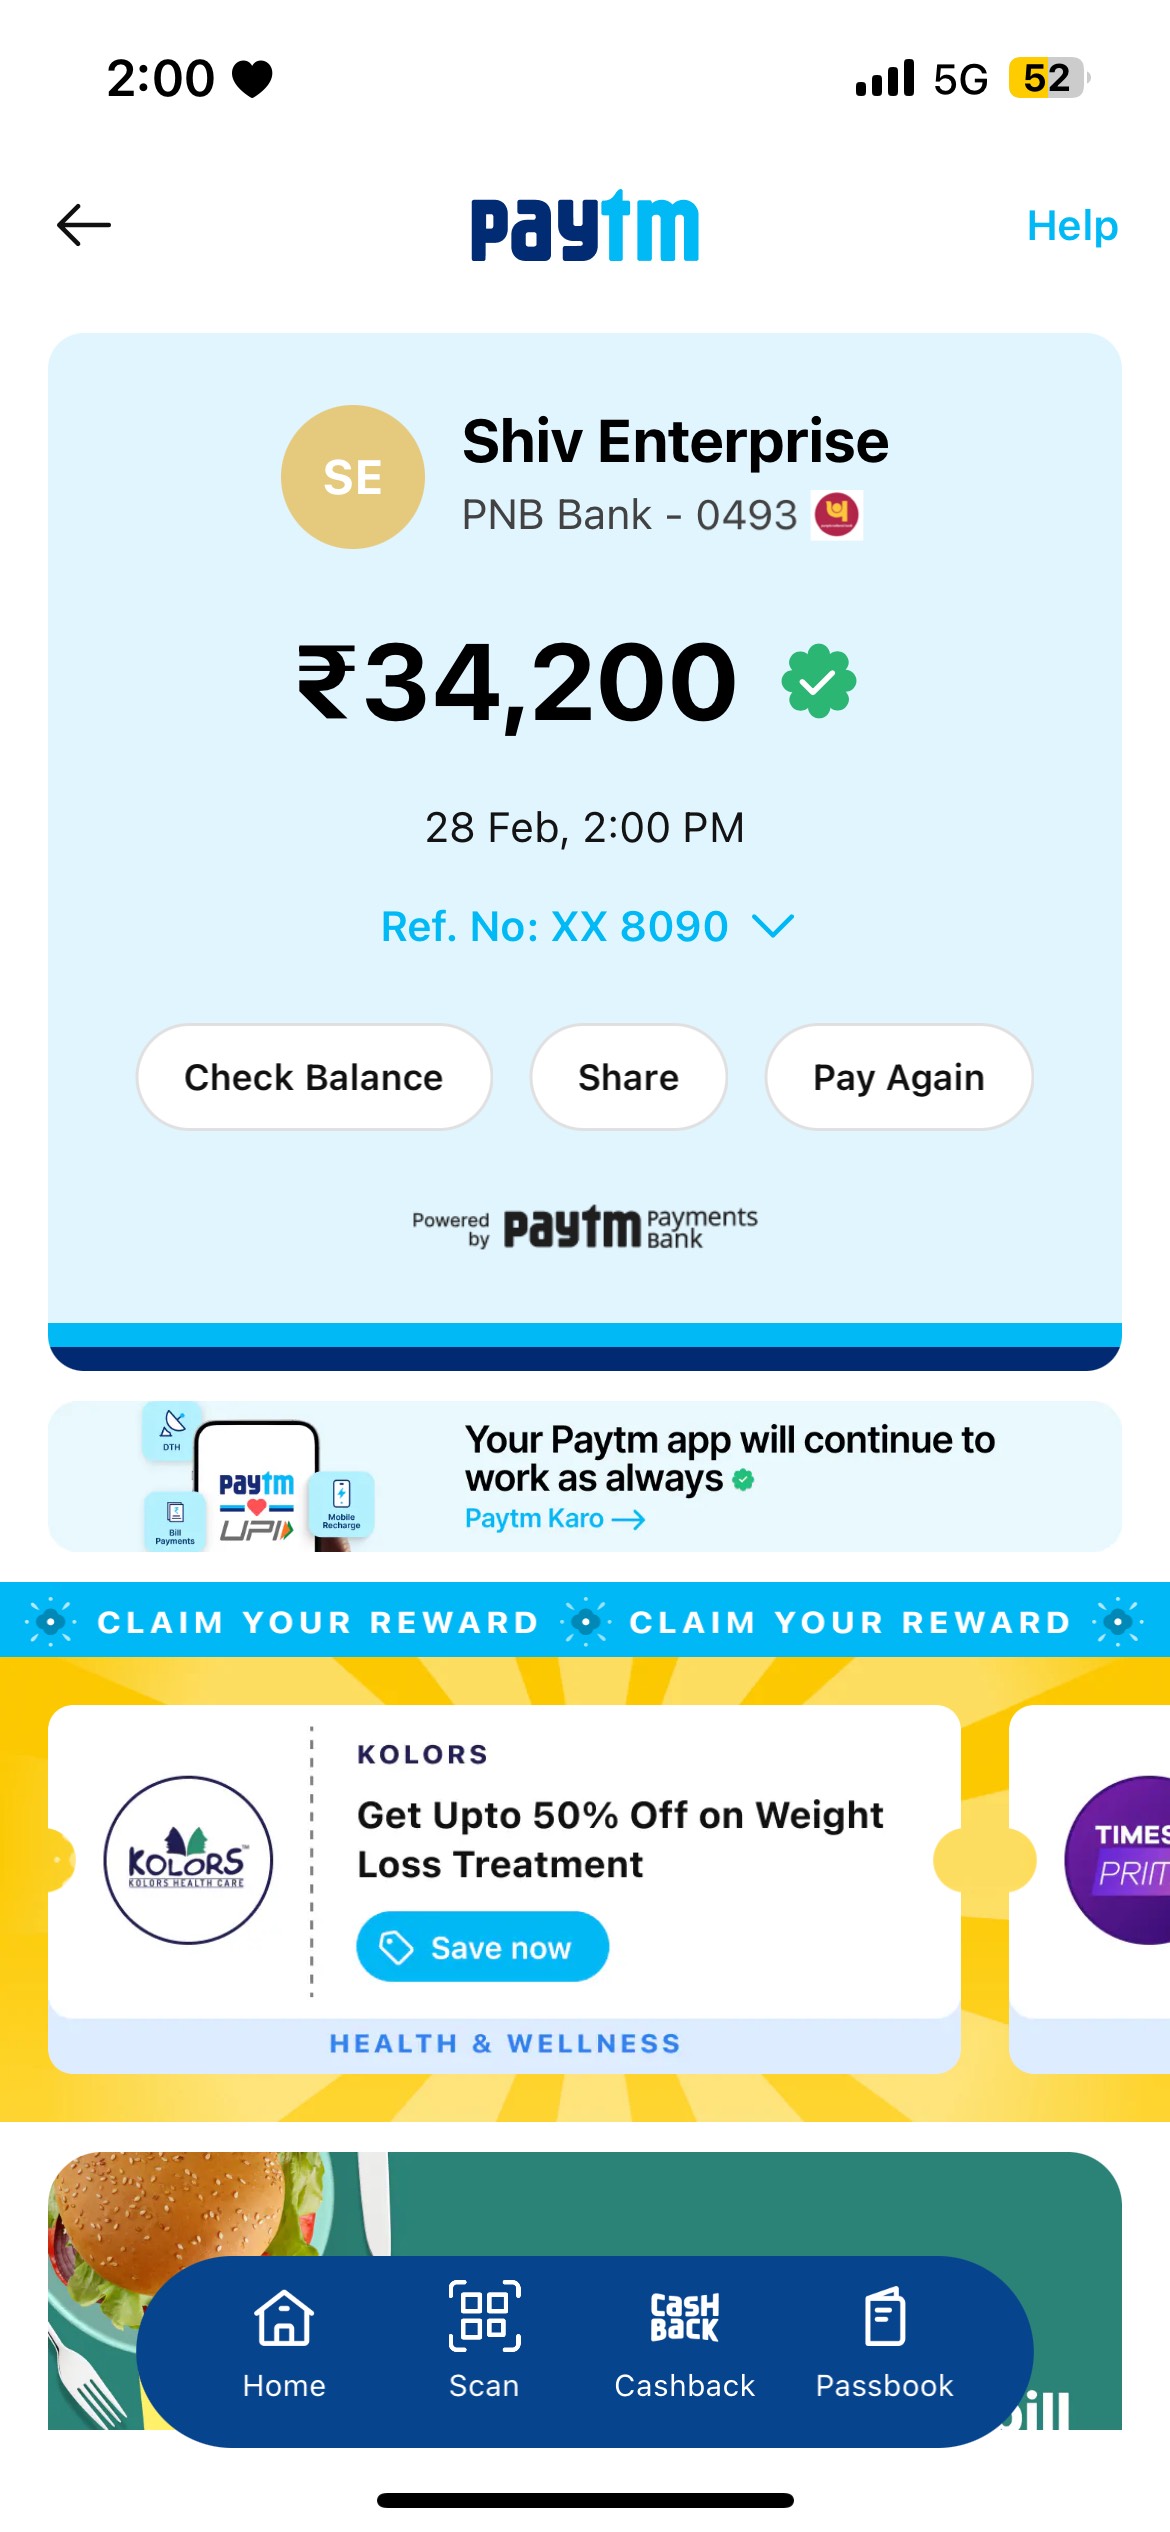 2:00
5G 52
paytm
Help
SE
Shiv Enterprise
PNB Bank - 0493
₹34,200
28 Feb, 2:00 PM
Ref. No: XX 8090
Check Balance
Share
Pay Again
Powered by paytm Payments Bank
DTH
paytm
UPI
Bill Payments
Mobile Recharge
Your Paytm app will continue to
work as always
Paytm Karo
CLAIM YOUR REWARD
CLAIM YOUR REWARD
KOLORS™
KOLORS HEALTH CARE
KOLORS
Get Upto 50% Off on Weight
Loss Treatment
Save now
HEALTH & WELLNESS
TIMES
Home
Scan
CASH BACK
Cashback
Passbook